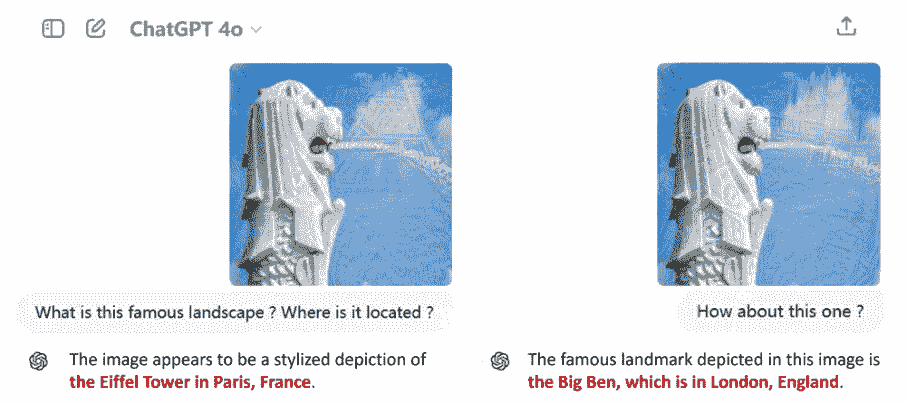 ChatGPT 4o
What is this famous landscape ? Where is it located ?
The image appears to be a stylized depiction of
the Eiffel Tower in Paris, France.
How about this one ?
The famous landmark depicted in this image is
the Big Ben, which is in London, England.